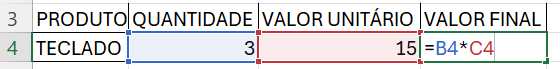 3 PRODUTO QUANTIDADE VALOR UNITÁRIO VALOR FINAL
4 TECLADO 3 15 =B4*C4